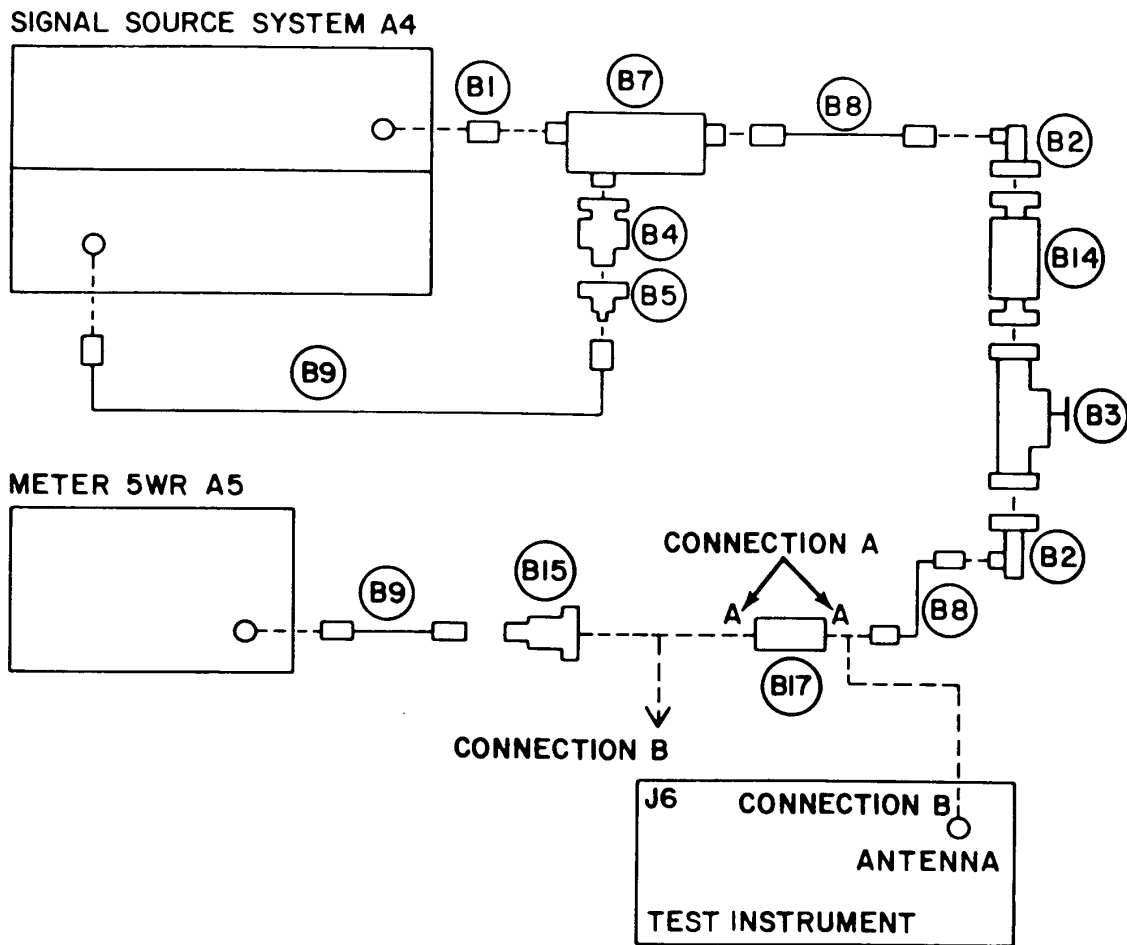 SIGNAL SOURCE SYSTEM A4
B1
B7
B8
B2
B4
B14
B5
B9
B3
METER 5WR A5
CONNECTION A
B15
B2
B9
A A
B8
B17
CONNECTION B
J6 CONNECTION B
ANTENNA
TEST INSTRUMENT